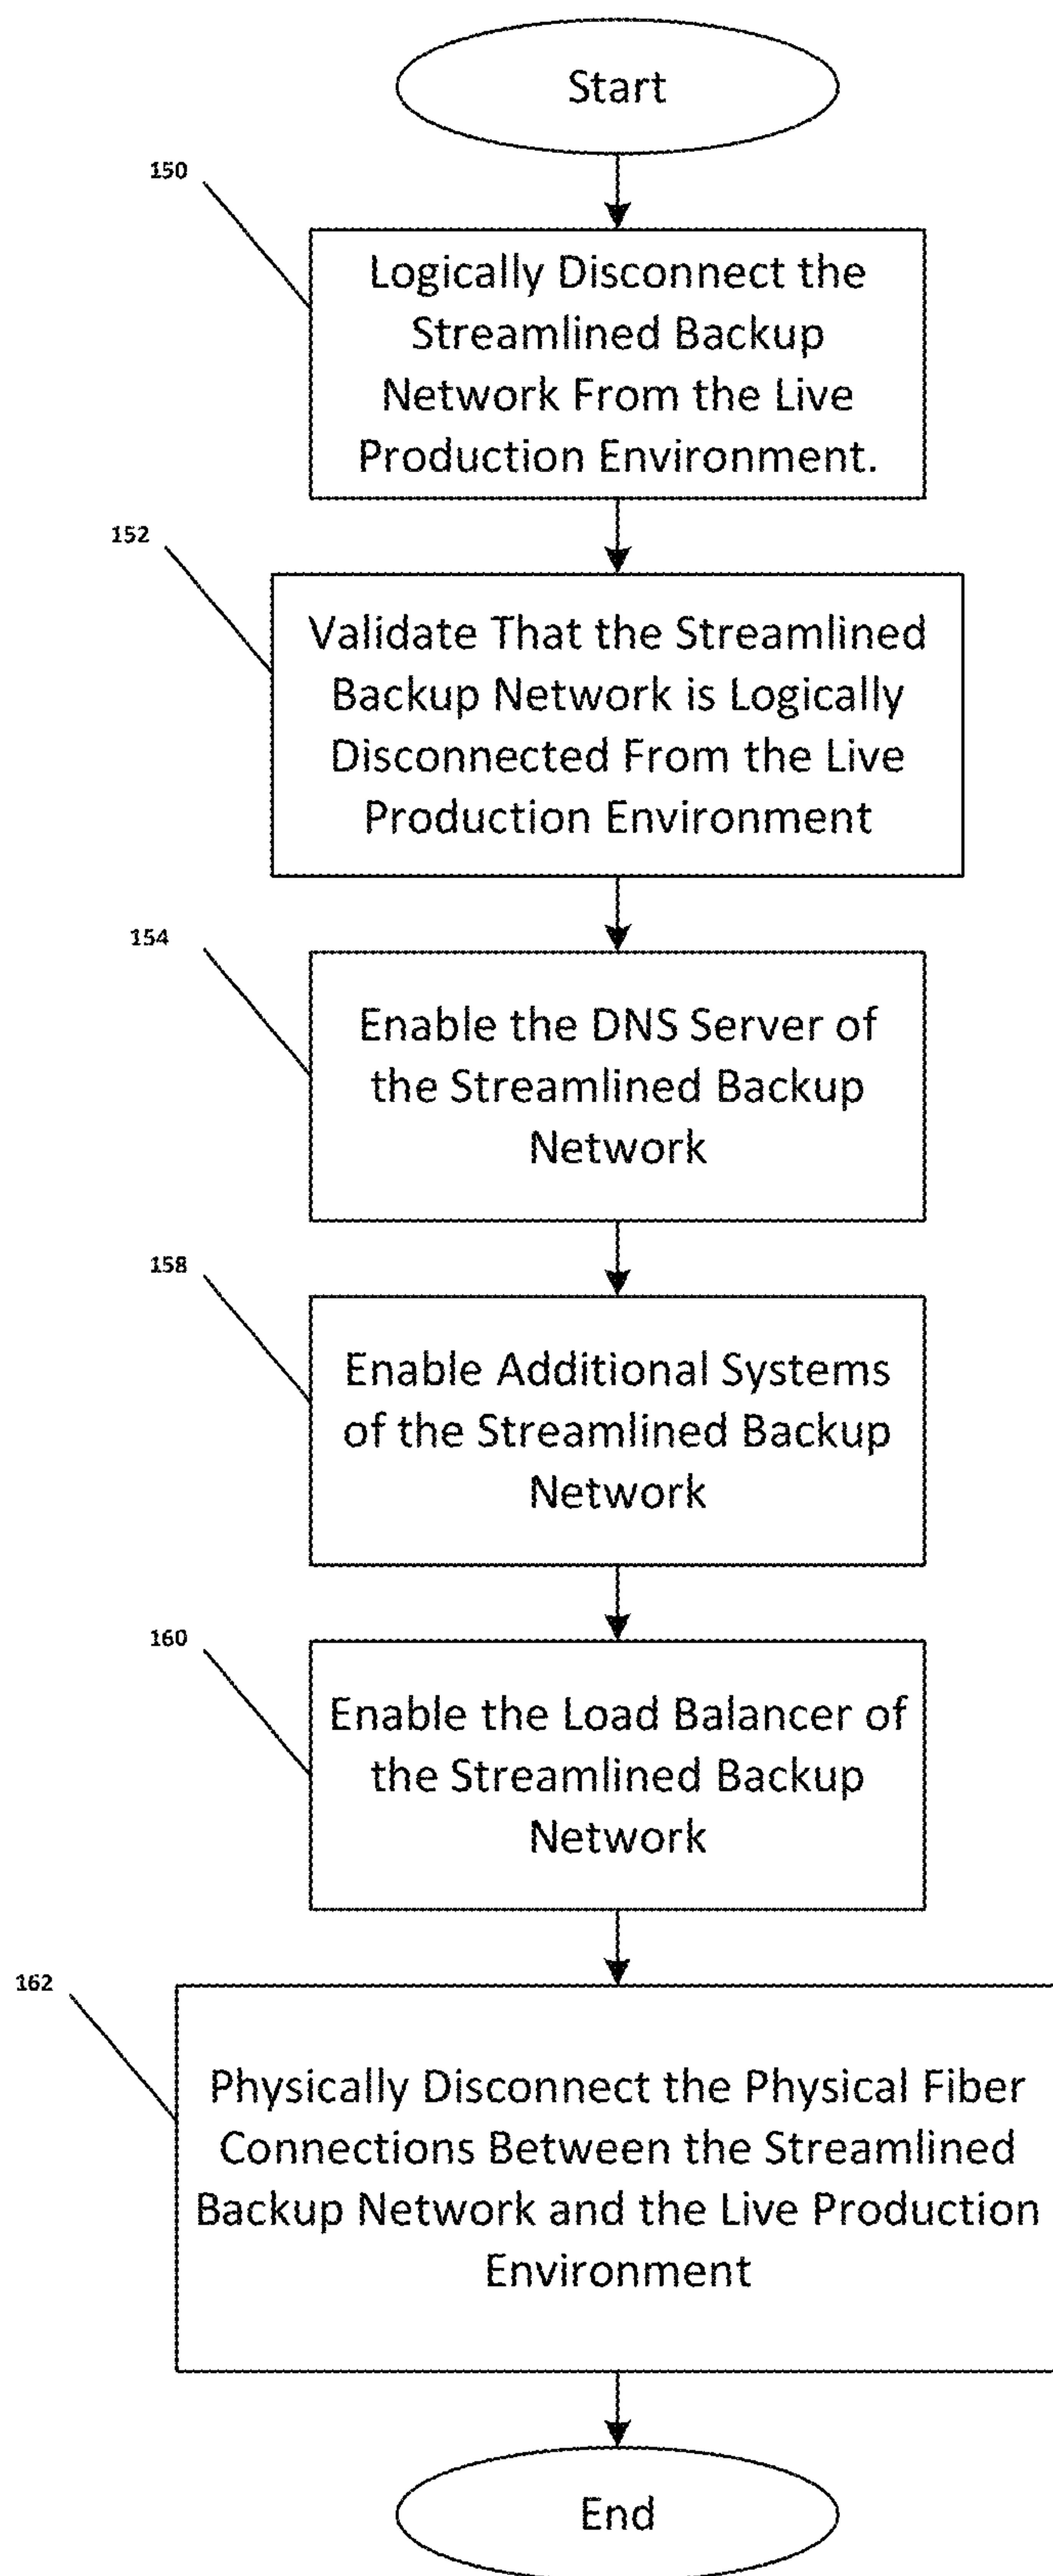 Start
150
Logically Disconnect the
Streamlined Backup
Network From the Live
Production Environment.
152
Validate That the Streamlined
Backup Network is Logically
Disconnected From the Live
Production Environment
154
Enable the DNS Server of
the Streamlined Backup
Network
158
Enable Additional Systems
of the Streamlined Backup
Network
160
Enable the Load Balancer of
the Streamlined Backup
Network
162
Physically Disconnect the Physical Fiber
Connections Between the Streamlined
Backup Network and the Live Production
Environment
End